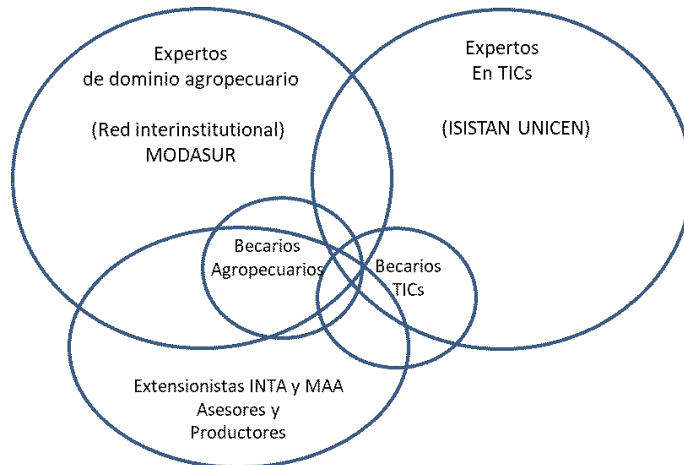 Expertos
de dominio agropecuario
(Red interinstitutional)
MODASUR
Expertos
En TICs
(ISISTAN UNICEN)
Becarios
Agropecuarios
Becarios
TICs
Extensionistas INTA y MAA
Asesores y
Productores